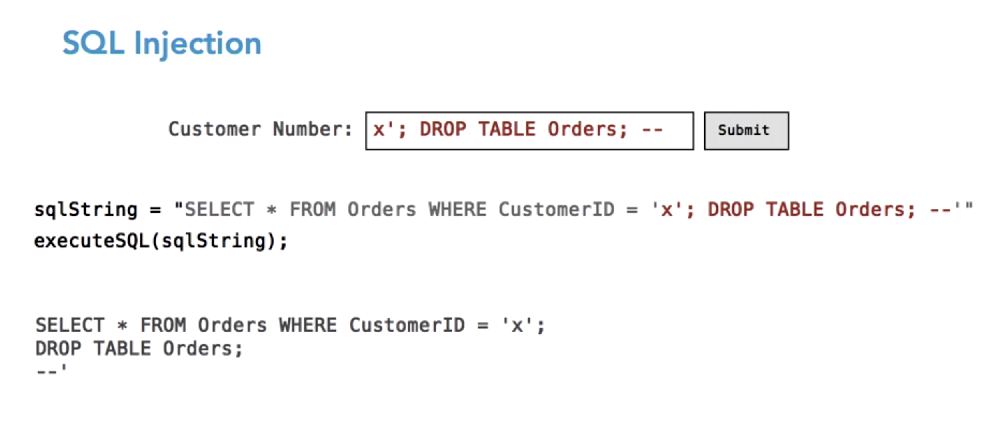 SQL Injection
Customer Number: x'; DROP TABLE Orders; -- Submit
sqlString = "SELECT * FROM Orders WHERE CustomerID = 'x'; DROP TABLE Orders; --'"
executeSQL(sqlString);
SELECT * FROM Orders WHERE CustomerID = 'x';
DROP TABLE Orders;
--'